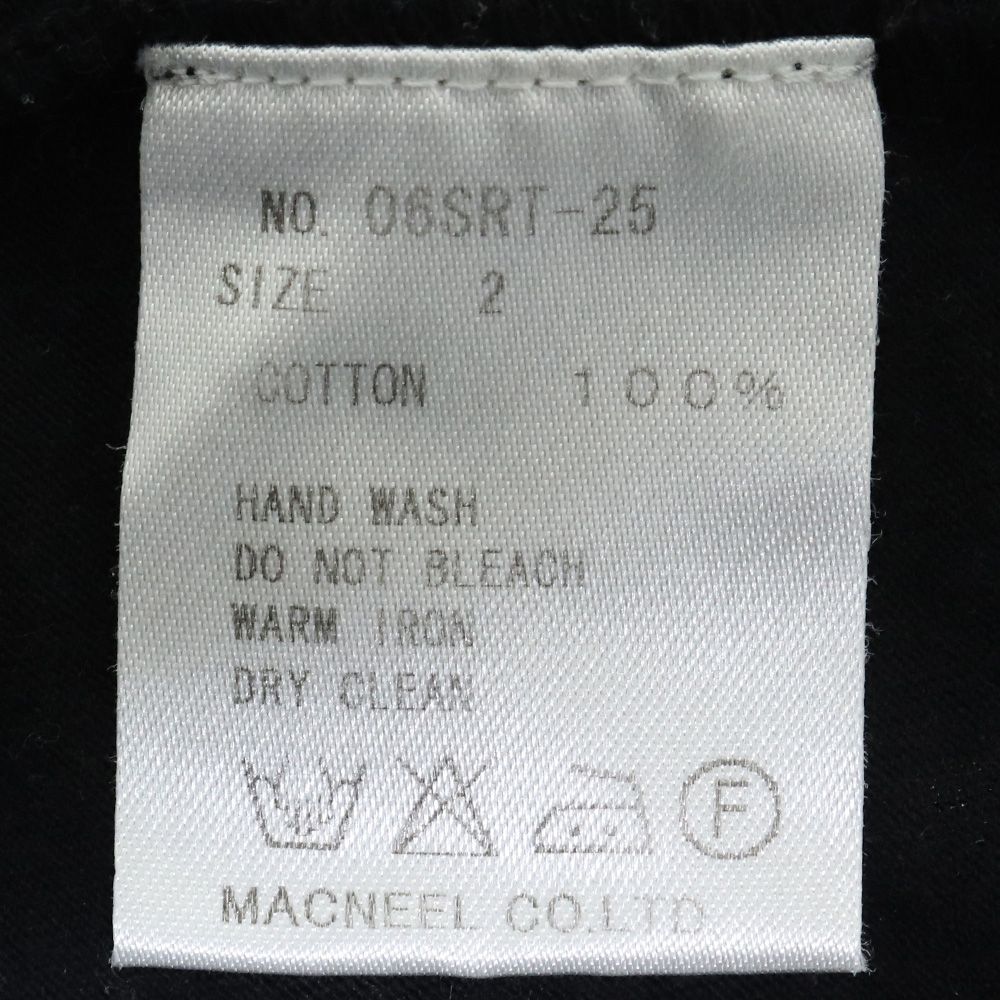 NO. 06SRT-25
SIZE 2
COTTON 100%
HAND WASH
DO NOT BLEACH
WARM IRON
DRY CLEAN
F
MACNEEL CO.LTD